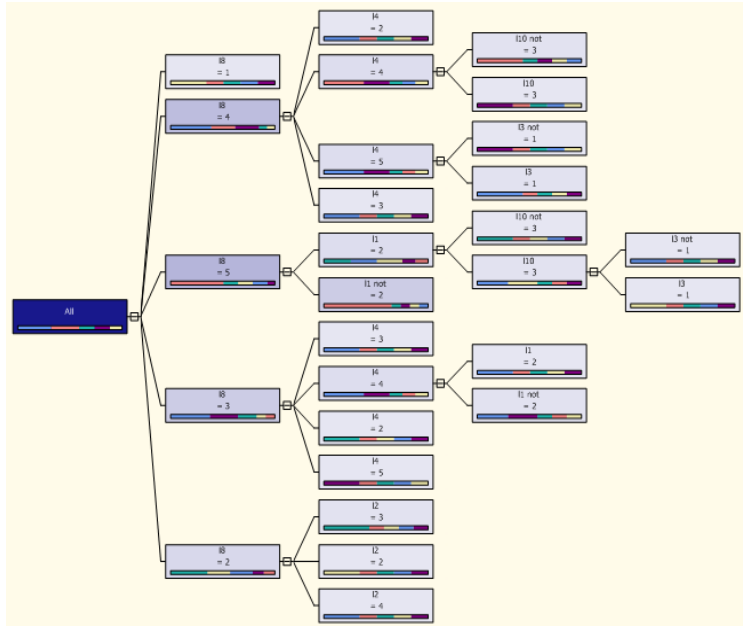 All
I8
= 1
I8
= 4
I8
= 5
I8
= 3
I8
= 2
I4
= 2
I4
= 4
I4
= 5
I4
= 3
I1
= 2
I1 not
= 2
I4
= 3
I4
= 4
I4
= 2
I4
= 5
I2
= 3
I2
= 2
I2
= 4
I10 not
= 3
I10
= 3
I3 not
= 1
I3
= 1
I10 not
= 3
I10
= 3
I1
= 2
I1 not
= 2
I3 not
= 1
I3
= 1